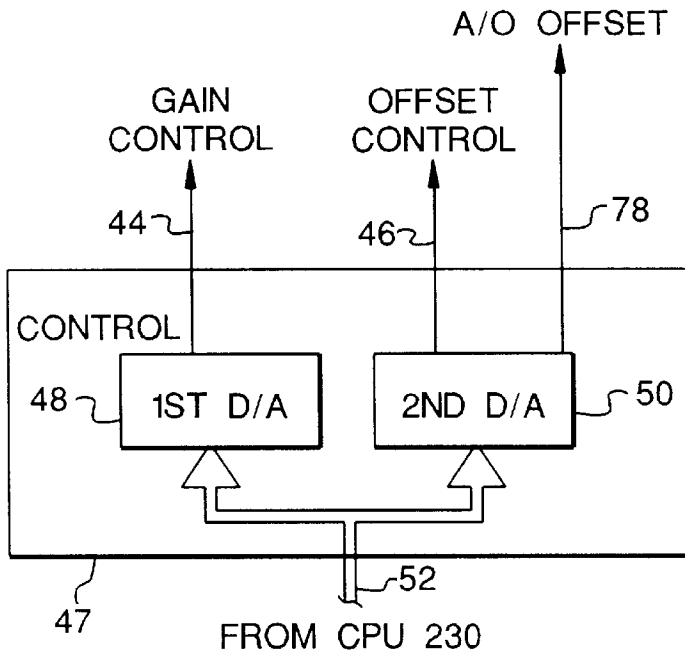 A/O OFFSET
GAIN
CONTROL
OFFSET
CONTROL
44
46
78
CONTROL
48
1ST D/A
2ND D/A
50
52
47
FROM CPU 230